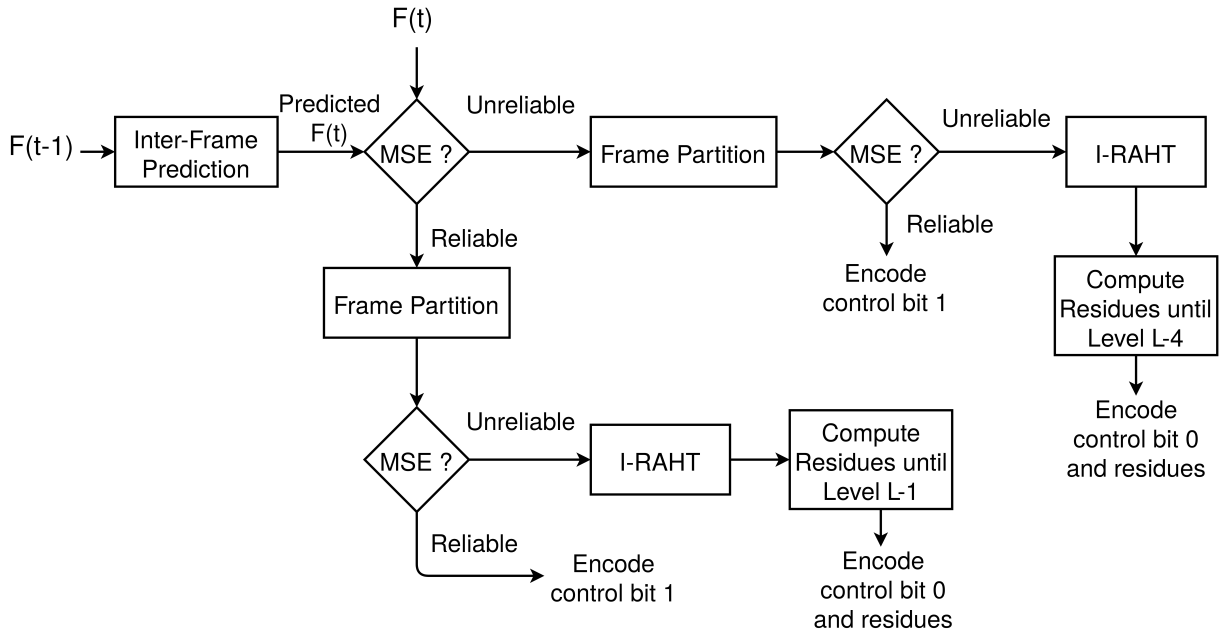 F(t)
F(t-1)
Inter-Frame
Prediction
Predicted
F(t)
MSE ?
Unreliable
Frame Partition
MSE ?
Unreliable
I-RAHT
Reliable
Encode
control bit 1
Compute
Residues until
Level L-4
Encode
control bit 0
and residues
Reliable
Frame Partition
MSE ?
Unreliable
I-RAHT
Compute
Residues until
Level L-1
Encode
control bit 0
and residues
Reliable
Encode
control bit 1